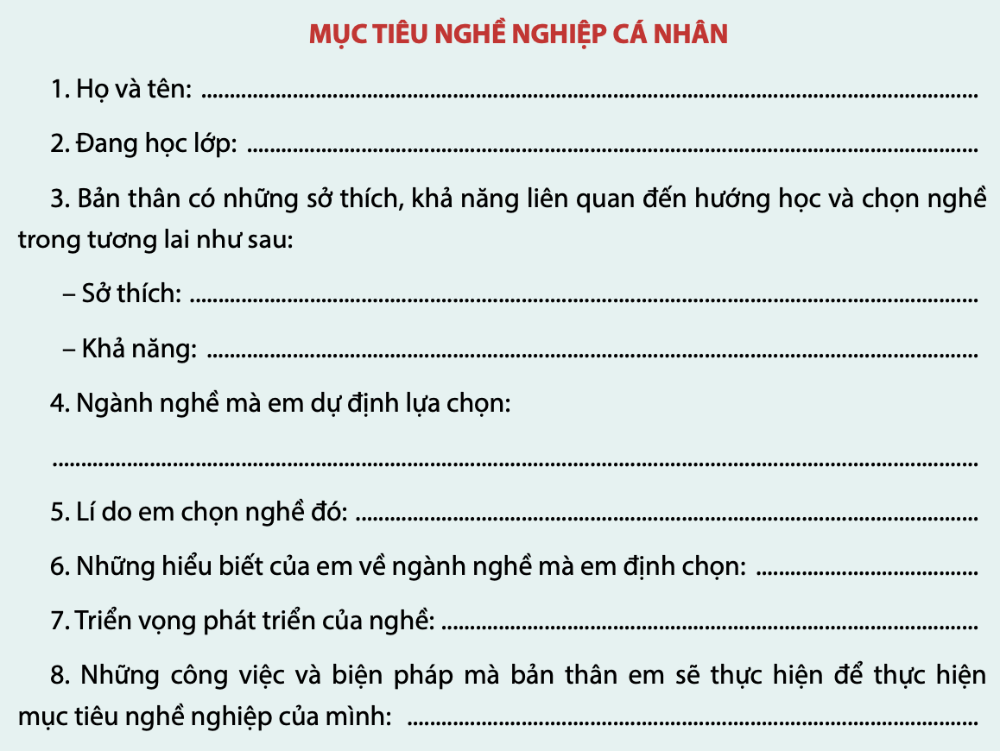 MỤC TIÊU NGHỀ NGHIỆP CÁ NHÂN
1. Họ và tên: ........................................................................................................................
2. Đang học lớp: ................................................................................................................
3. Bản thân có những sở thích, khả năng liên quan đến hướng học và chọn nghề
trong tương lai như sau:
– Sở thích: ..........................................................................................................................
– Khả năng: .......................................................................................................................
4. Ngành nghề mà em dự định lựa chọn:
...............................................................................................................................................
5. Lí do em chọn nghề đó: ................................................................................................
6. Những hiểu biết của em về ngành nghề mà em định chọn: ..................................
7. Triển vọng phát triển của nghề: ...................................................................................
8. Những công việc và biện pháp mà bản thân em sẽ thực hiện để thực hiện
mục tiêu nghề nghiệp của mình: ........................................................................................